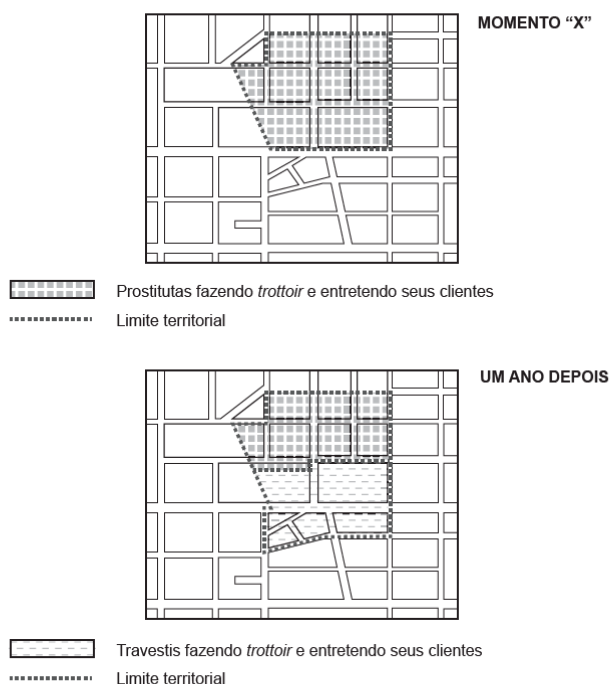 MOMENTO “X”
Prostitutas fazendo trottoir e entretendo seus clientes
Limite territorial
UM ANO DEPOIS
Travestis fazendo trottoir e entretendo seus clientes
Limite territorial